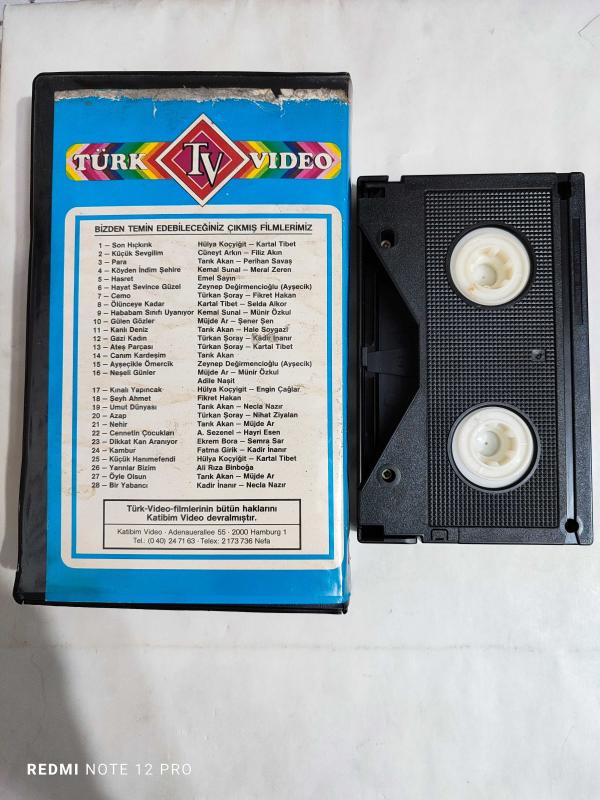 TÜRK TV VIDEO
BİZDEN TEMİN EDEBİLECEĞİNİZ ÇIKMIŞ FİLMLERİMİZ
1 — Son Hıçkırık Hülya Koçyiğit — Kartal Tibet
2 — Küçük Sevgilim Cüneyt Arkın — Filiz Akın
3 — Para Tarık Akan — Perihan Savaş
4 — Köyden İndim Şehire Kemal Sunal — Meral Zeren
5 — Hasret Emel Sayın
6 — Hayat Sevince Güzel Zeynep Değirmencioğlu (Ayşecik)
7 — Cemo Türkan Şoray — Fikret Hakan
8 — Ölünceye Kadar Kartal Tibet — Selda Alkor
9 — Hababam Sınıfı Uyanıyor Kemal Sunal — Münir Özkul
10 — Gülen Gözler Müjde Ar — Şener Şen
11 — Kanlı Deniz Tarık Akan — Hale Soygazi
12 — Gazi Kadın Türkan Şoray — Kadir İnanır
13 — Ateş Parçası Türkan Şoray — Kartal Tibet
14 — Canım Kardeşim Tarık Akan
15 — Ayşecikle Ömercik Zeynep Değirmencioğlu (Ayşecik)
16 — Neşeli Günler Müjde Ar — Münir Özkul
Adile Naşit
17 — Kınalı Yapıncak Hülya Koçyigit — Engin Çağlar
18 — Şeyh Ahmet Fikret Hakan
19 — Umut Dünyası Tarık Akan — Necla Nazır
20 — Azap Türkan Şoray — Nihat Ziyalan
21 — Nehir Tarık Akan — Müjde Ar
22 — Cennetin Çocukları A. Sezenel — Hayri Esen
23 — Dikkat Kan Aranıyor Ekrem Bora — Semra Sar
24 — Kambur Fatma Girik — Kadir İnanır
25 — Küçük Hanımefendi Hülya Koçyiğit — Kartal Tibet
26 — Yarınlar Bizim Ali Rıza Binboğa
27 — Öyle Olsun Tarık Akan — Müjde Ar
28 — Bir Yabancı Kadir İnanır — Necla Nazır
Türk-Video-filmlerinin bütün haklarını
Katibim Video devralmıştır.
Katibim Video · Adenauerallee 55 · 2000 Hamburg 1
Tel.: (0 40) 24 71 63 · Telex: 2 173 736 Nefa
REDMI NOTE 12 PRO